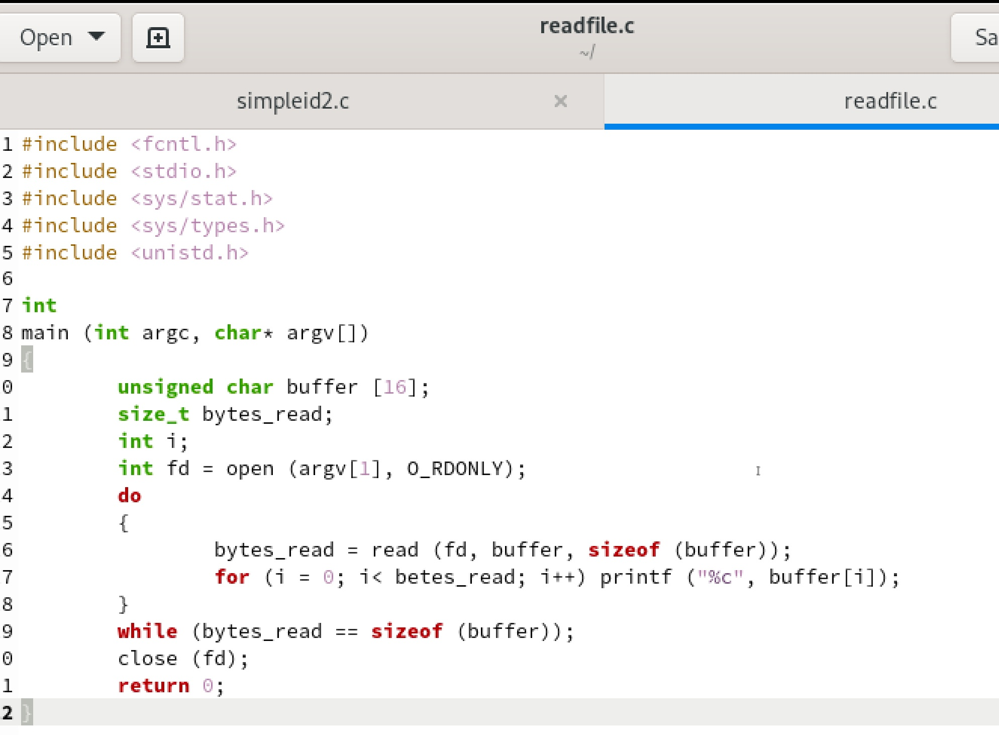 Open
readfile.c
~/
Sa
simpleid2.c ×
readfile.c
1 #include <fcntl.h>
2 #include <stdio.h>
3 #include <sys/stat.h>
4 #include <sys/types.h>
5 #include <unistd.h>
6
7 int
8 main (int argc, char* argv[])
9 {
0 unsigned char buffer [16];
1 size_t bytes_read;
2 int i;
3 int fd = open (argv[1], O_RDONLY);
4 do
5 {
6 bytes_read = read (fd, buffer, sizeof (buffer));
7 for (i = 0; i< betes_read; i++) printf ("%c", buffer[i]);
8 }
9 while (bytes_read == sizeof (buffer));
0 close (fd);
1 return 0;
2 }